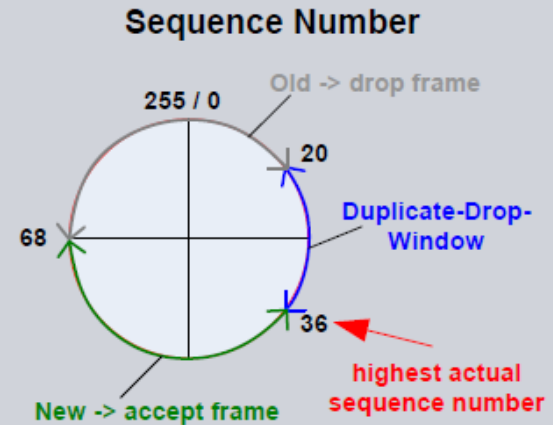 Sequence Number
Old -> drop frame
255 / 0
20
Duplicate-Drop-
Window
68
36
highest actual
sequence number
New -> accept frame